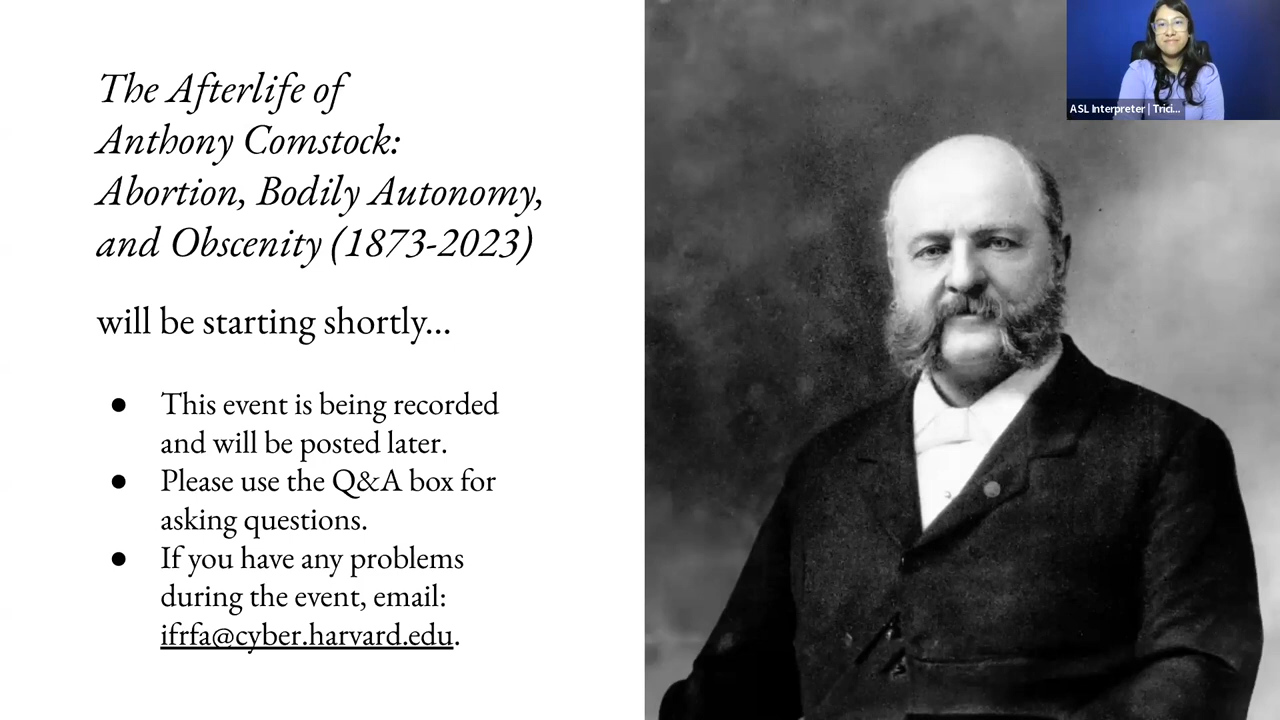 The Afterlife of
Anthony Comstock:
Abortion, Bodily Autonomy,
and Obscenity (1873-2023)
will be starting shortly...
● This event is being recorded
and will be posted later.
● Please use the Q&A box for
asking questions.
● If you have any problems
during the event, email:
ifrfa@cyber.harvard.edu.
ASL Interpreter | Trici...